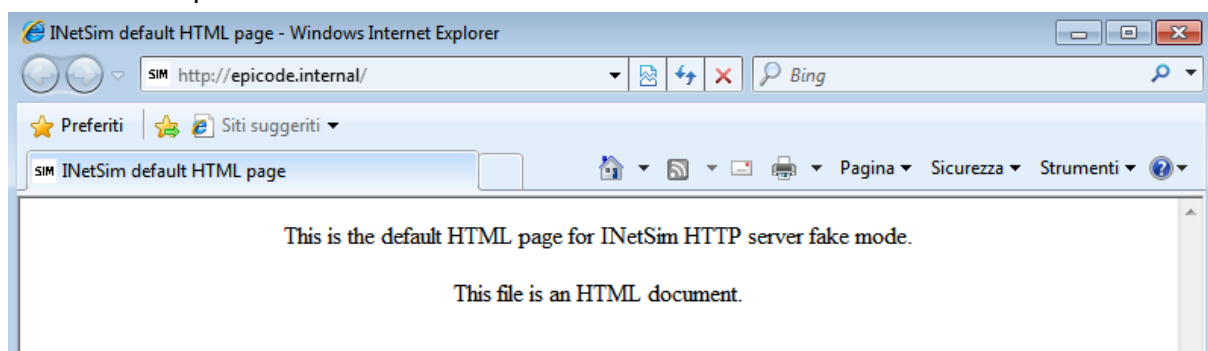 INetSim default HTML page - Windows Internet Explorer
SIM http://epicode.internal/ Bing
Preferiti Siti suggeriti
SIM INetSim default HTML page Pagina Sicurezza Strumenti
This is the default HTML page for INetSim HTTP server fake mode.
This file is an HTML document.